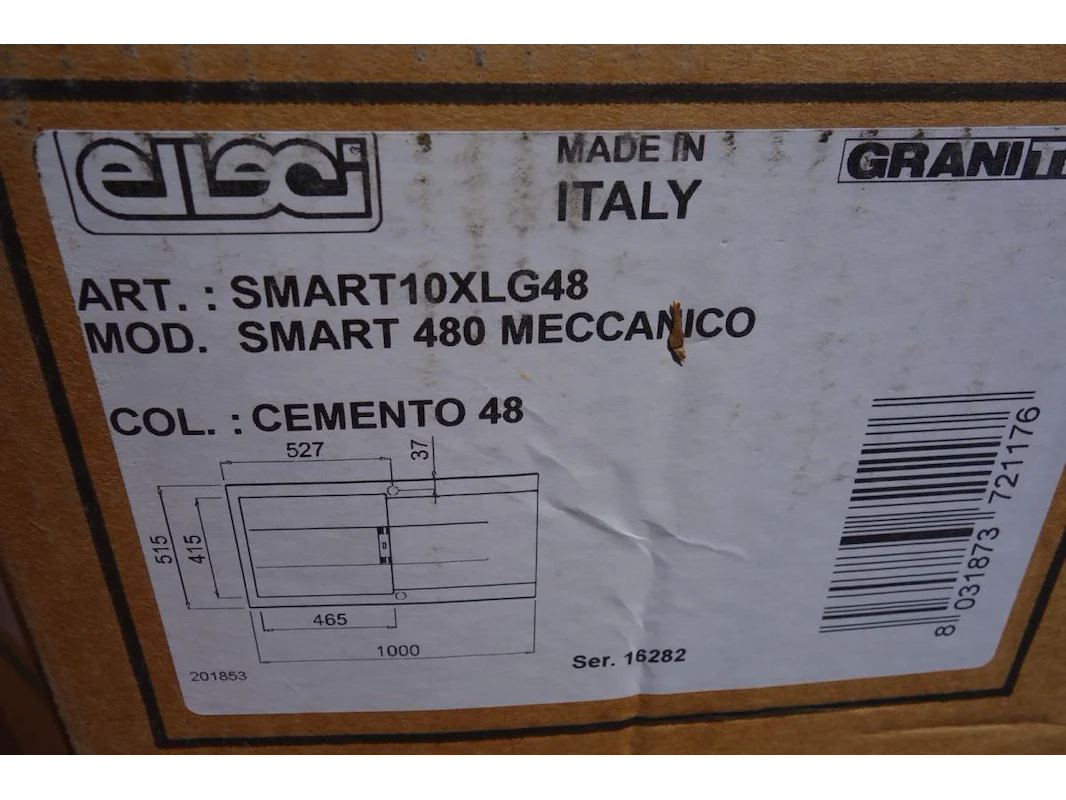 elleci
MADE IN
ITALY
ART. : SMART10XLG48
MOD. SMART 480 MECCANICO
COL. : CEMENTO 48
527
37
515
415
465
1000
201853
Ser. 16282
8 031873 721176